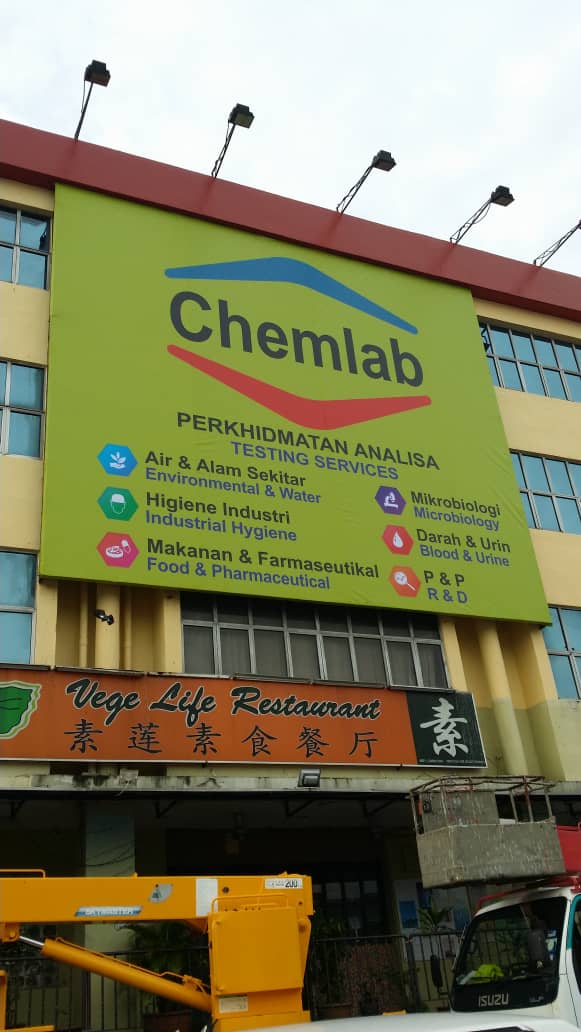 Chemlab
PERKHIDMATAN ANALISA
TESTING SERVICES
Air & Alam Sekitar
Environmental & Water
Higiene Industri
Industrial Hygiene
Makanan & Farmaseutikal
Food & Pharmaceutical
Mikrobiologi
Microbiology
Darah & Urin
Blood & Urine
P & P
R & D
Vege Life Restaurant
素莲素食餐厅
素
SKYMASTER
200
ISUZU